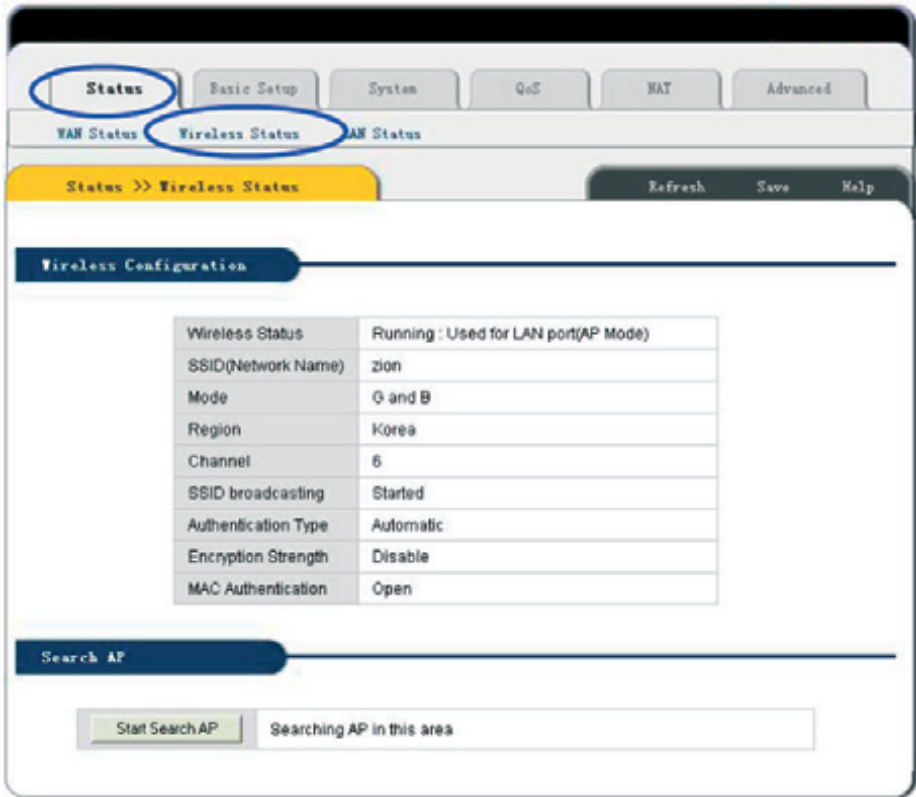 Status Basic Setup System QoS NAT Advanced
WAN Status Wireless Status AN Status
Status >> Wireless Status Refresh Save Help
Wireless Configuration
Wireless Status Running : Used for LAN port(AP Mode)
SSID(Network Name) zion
Mode G and B
Region Korea
Channel 6
SSID broadcasting Started
Authentication Type Automatic
Encryption Strength Disable
MAC Authentication Open
Search AP
Start Search AP Searching AP in this area